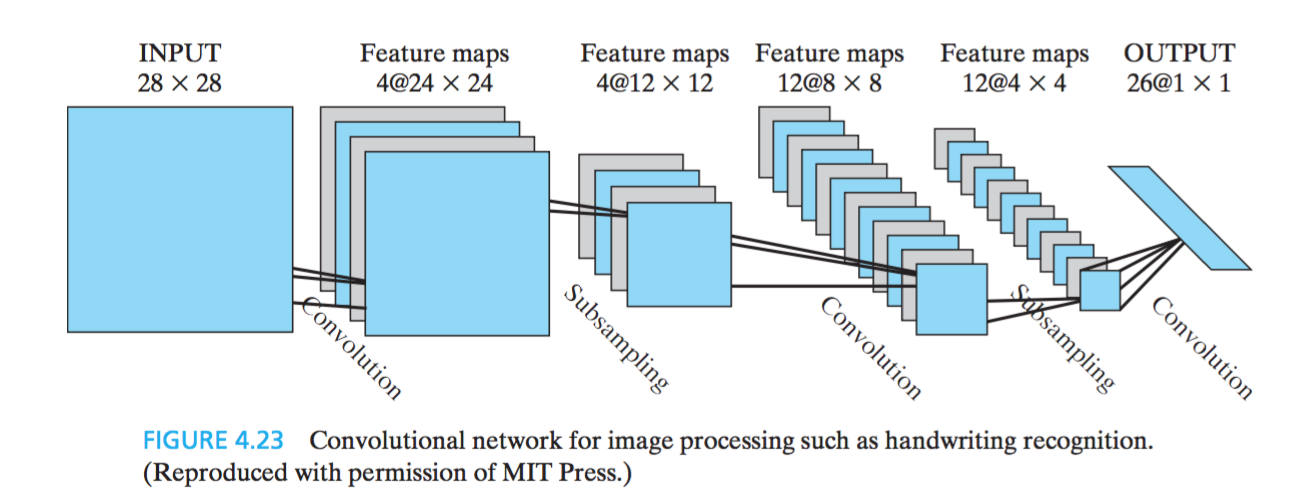 INPUT
28 × 28
Feature maps
4@24 × 24
Feature maps
4@12 × 12
Feature maps
12@8 × 8
Feature maps
12@4 × 4
OUTPUT
26@1 × 1
Convolution
Subsampling
Convolution
Subsampling
Convolution
FIGURE 4.23 Convolutional network for image processing such as handwriting recognition.
(Reproduced with permission of MIT Press.)